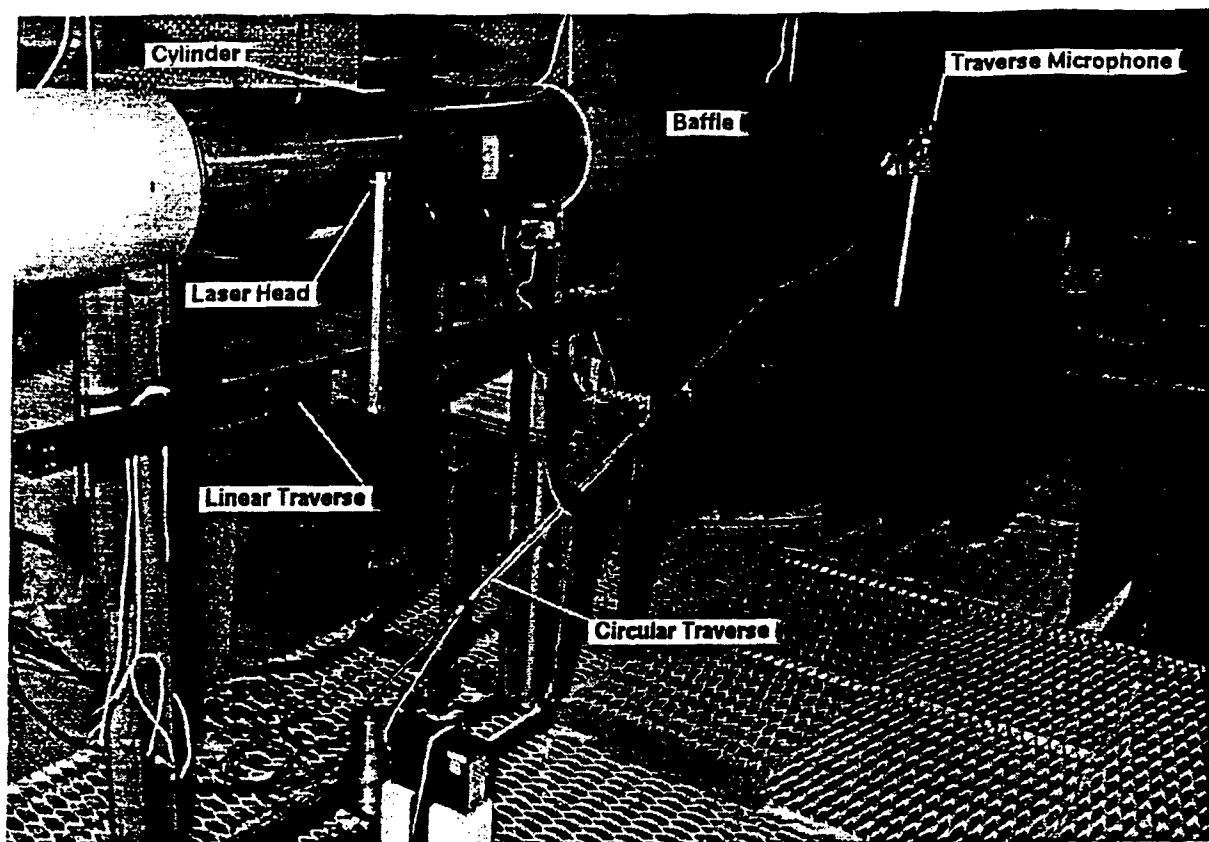 Cylinder
Traverse Microphone
Baffle
Laser Head
Linear Traverse
Circular Traverse